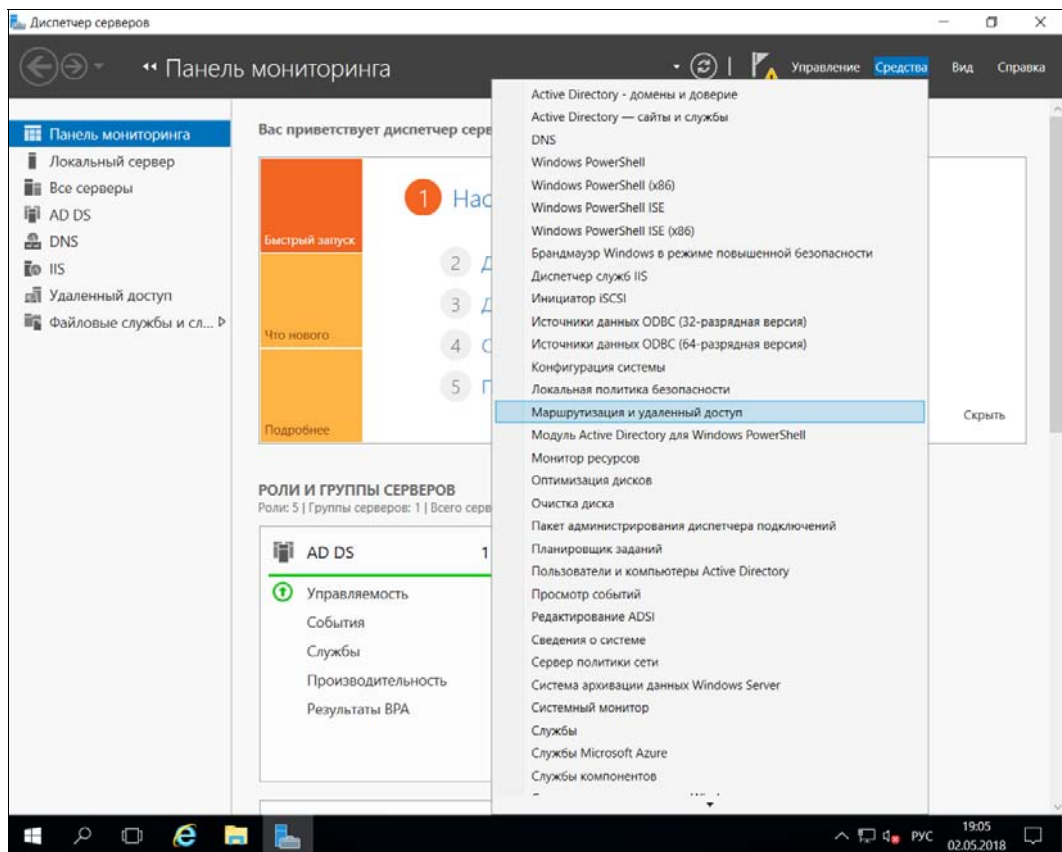 Диспетчер серверов
Панель мониторинга
Управление Средства Вид Справка
Панель мониторинга
Локальный сервер
Все серверы
AD DS
DNS
IIS
Удаленный доступ
Файловые службы и сл...
Вас приветствует диспетчер серв
Быстрый запуск
Что нового
Подробнее
1 Нас
2 Д
3 Д
4 С
5 П
Скрыть
РОЛИ И ГРУППЫ СЕРВЕРОВ
Роли: 5 | Группы серверов: 1 | Всего серв
AD DS 1
Управляемость
События
Службы
Производительность
Результаты BPA
Active Directory - домены и доверие
Active Directory — сайты и службы
DNS
Windows PowerShell
Windows PowerShell (x86)
Windows PowerShell ISE
Windows PowerShell ISE (x86)
Брандмауэр Windows в режиме повышенной безопасности
Диспетчер служб IIS
Инициатор iSCSI
Источники данных ODBC (32-разрядная версия)
Источники данных ODBC (64-разрядная версия)
Конфигурация системы
Локальная политика безопасности
Маршрутизация и удаленный доступ
Модуль Active Directory для Windows PowerShell
Монитор ресурсов
Оптимизация дисков
Очистка диска
Пакет администрирования диспетчера подключений
Планировщик заданий
Пользователи и компьютеры Active Directory
Просмотр событий
Редактирование ADSI
Сведения о системе
Сервер политики сети
Система архивации данных Windows Server
Системный монитор
Службы
Службы Microsoft Azure
Службы компонентов
РУС
19:05
02.05.2018